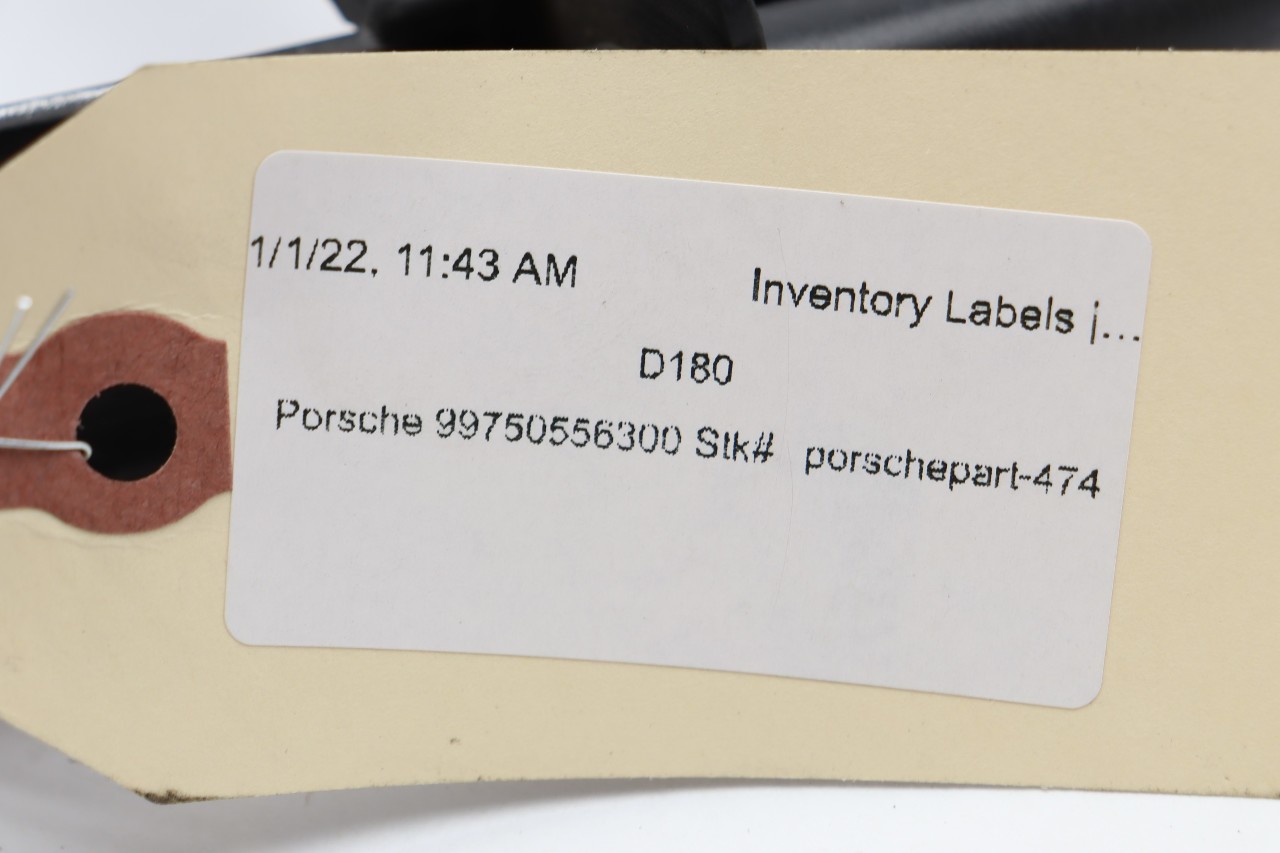 1/1/22, 11:43 AM Inventory Labels j...
D180
Porsche 99750556300 Stk# porschepart-474